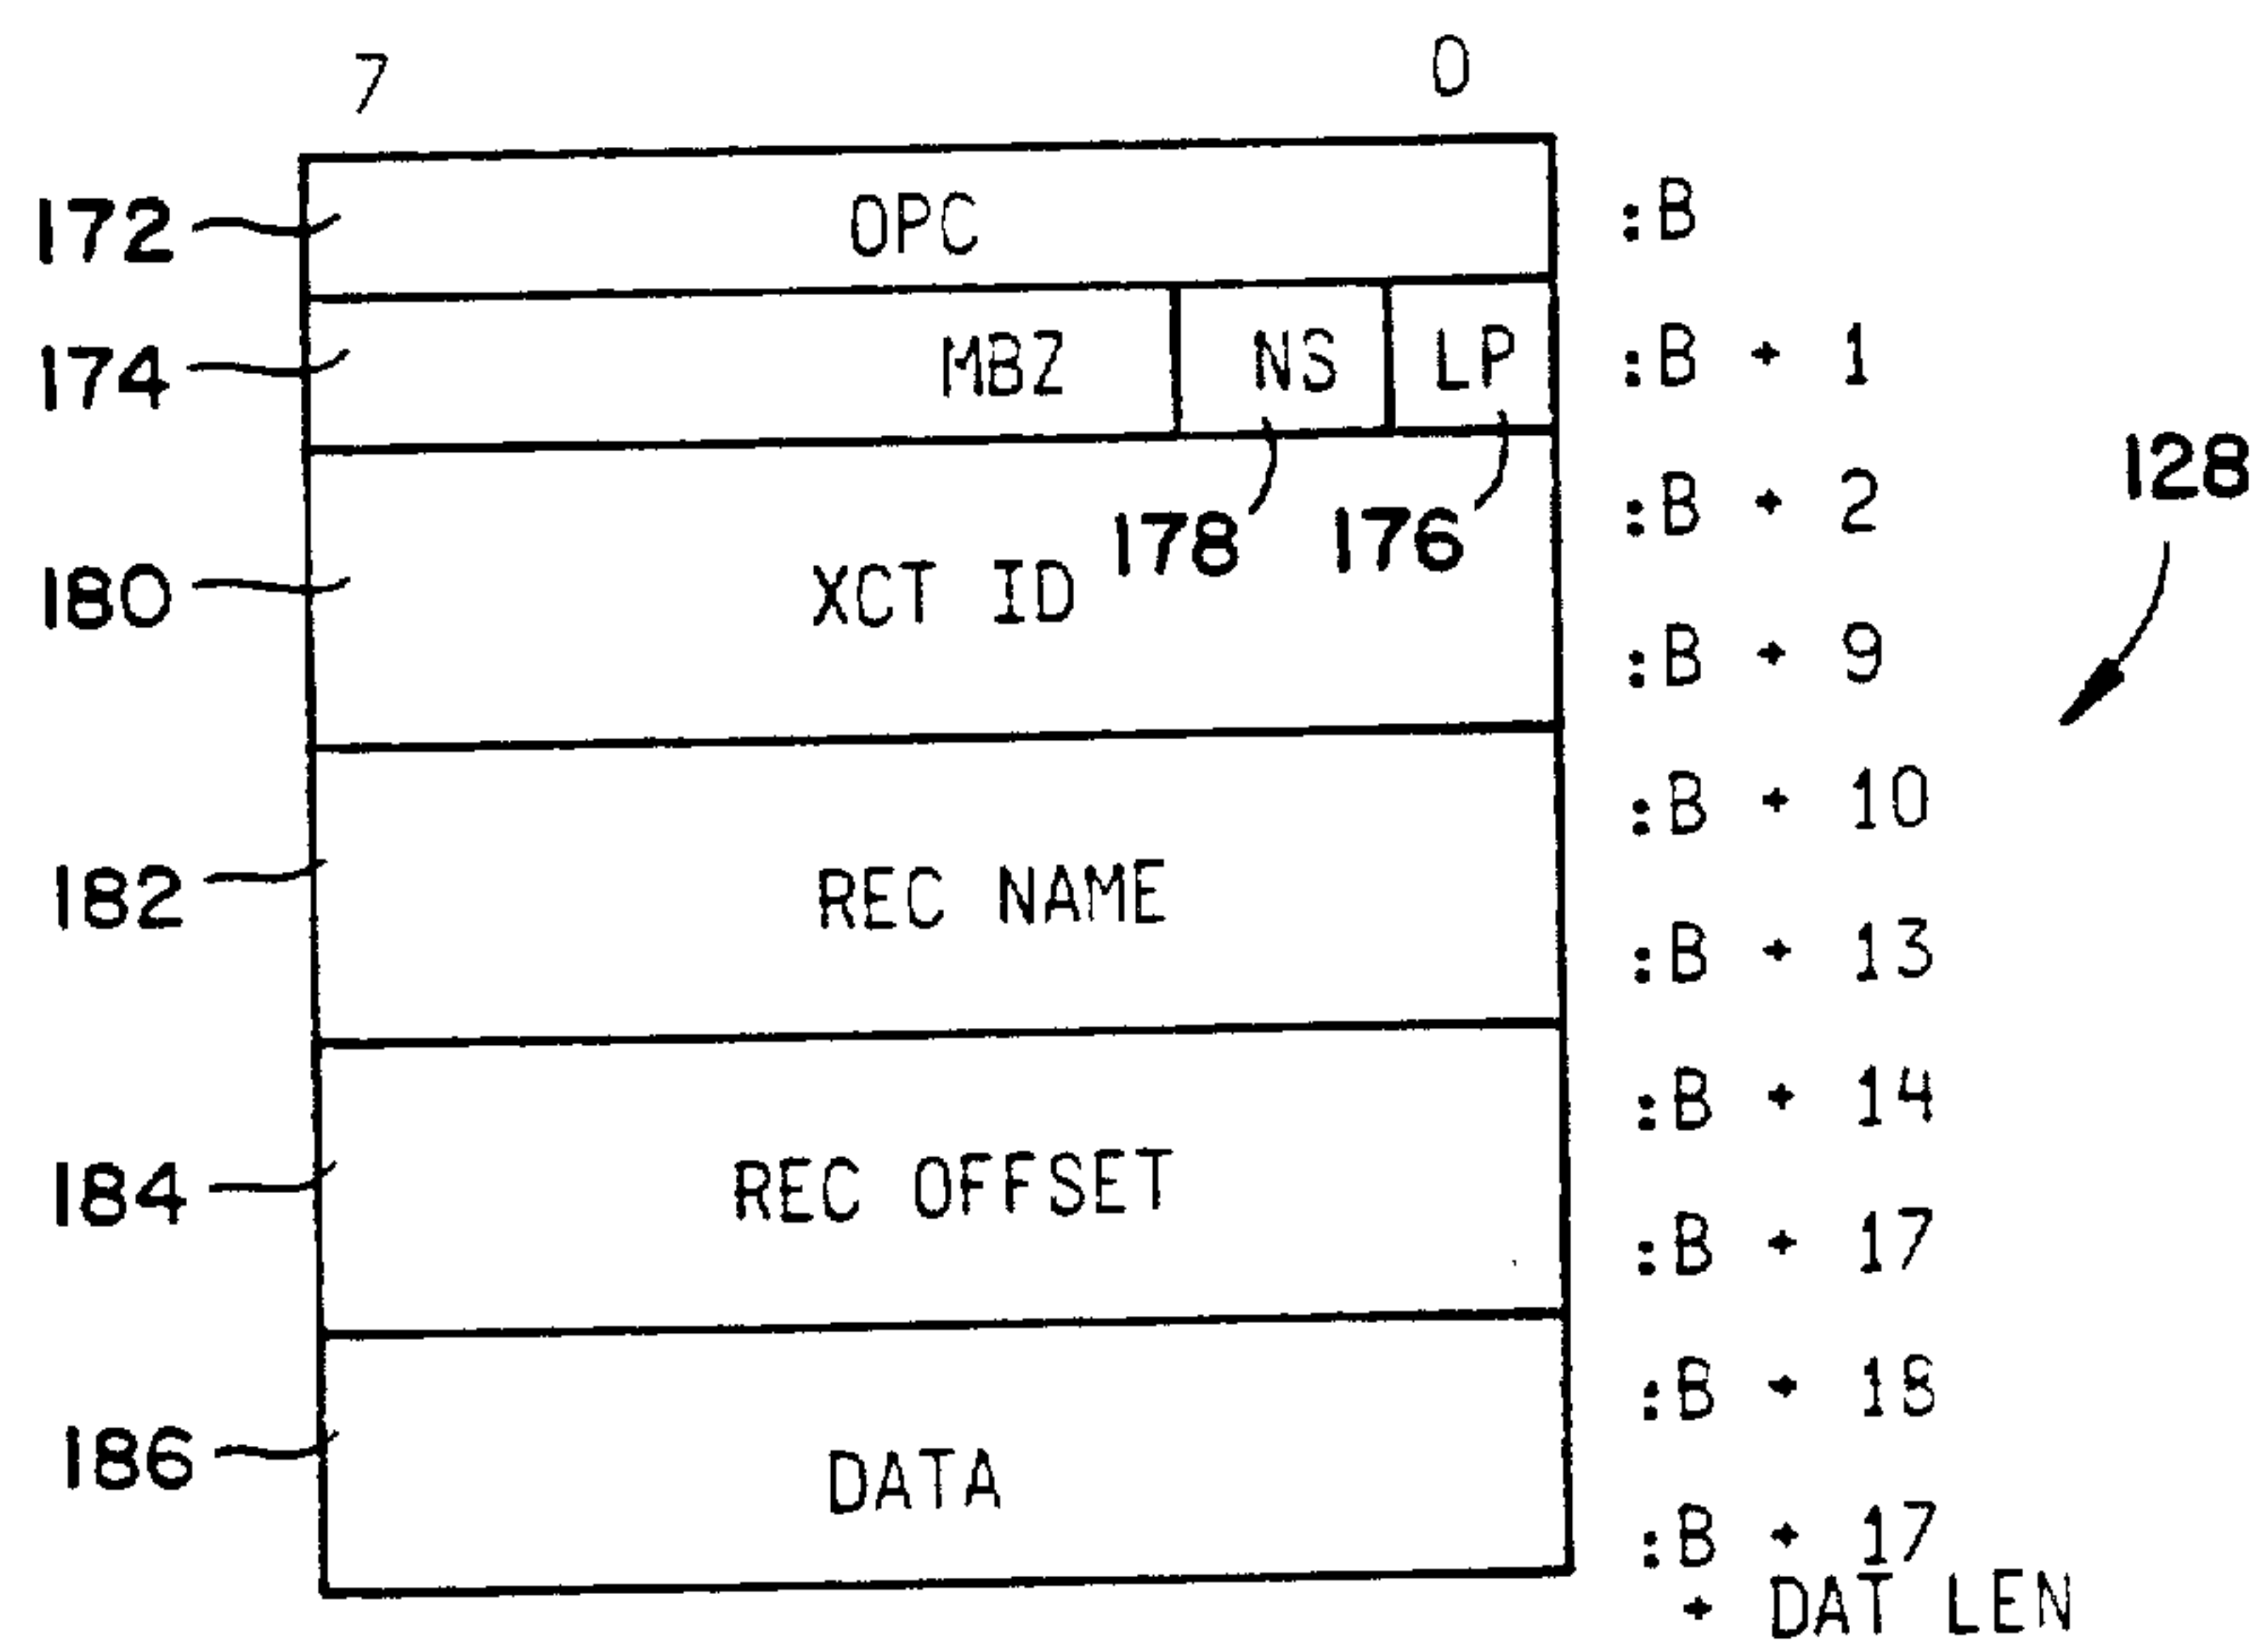 7 0
172 OPC :B
174 MBZ NS LP :B + 1
:B + 2
128
178 176
180 XCT ID
:B + 9
:B + 10
182 REC NAME
:B + 13
:B + 14
184 REC OFFSET
:B + 17
:B + 18
186 DATA
:B + 17
+ DAT LEN